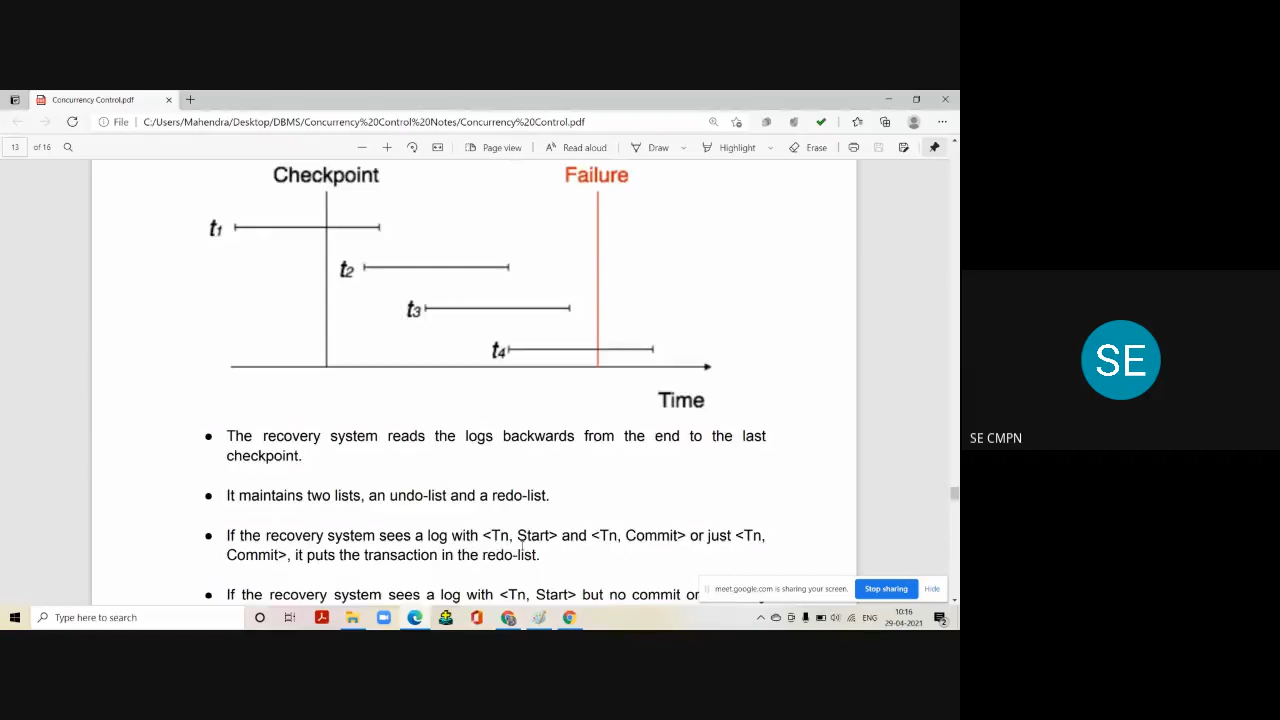 Concurrency Control.pdf
File
C:/Users/Mahendra/Desktop/DBMS/Concurrency%20Control%20Notes/Concurrency%20Control.pdf
13 of 16
Page view
Read aloud
Draw
Highlight
Erase
Checkpoint
Failure
t1
t2
t3
t4
Time
● The recovery system reads the logs backwards from the end to the last
checkpoint.
● It maintains two lists, an undo-list and a redo-list.
● If the recovery system sees a log with <Tn, Start> and <Tn, Commit> or just <Tn,
Commit>, it puts the transaction in the redo-list.
● If the recovery system sees a log with <Tn, Start> but no commit or
meet.google.com is sharing your screen.
Stop sharing
Hide
Type here to search
ENG
10:16
29-04-2021
2
SE
SE CMPN